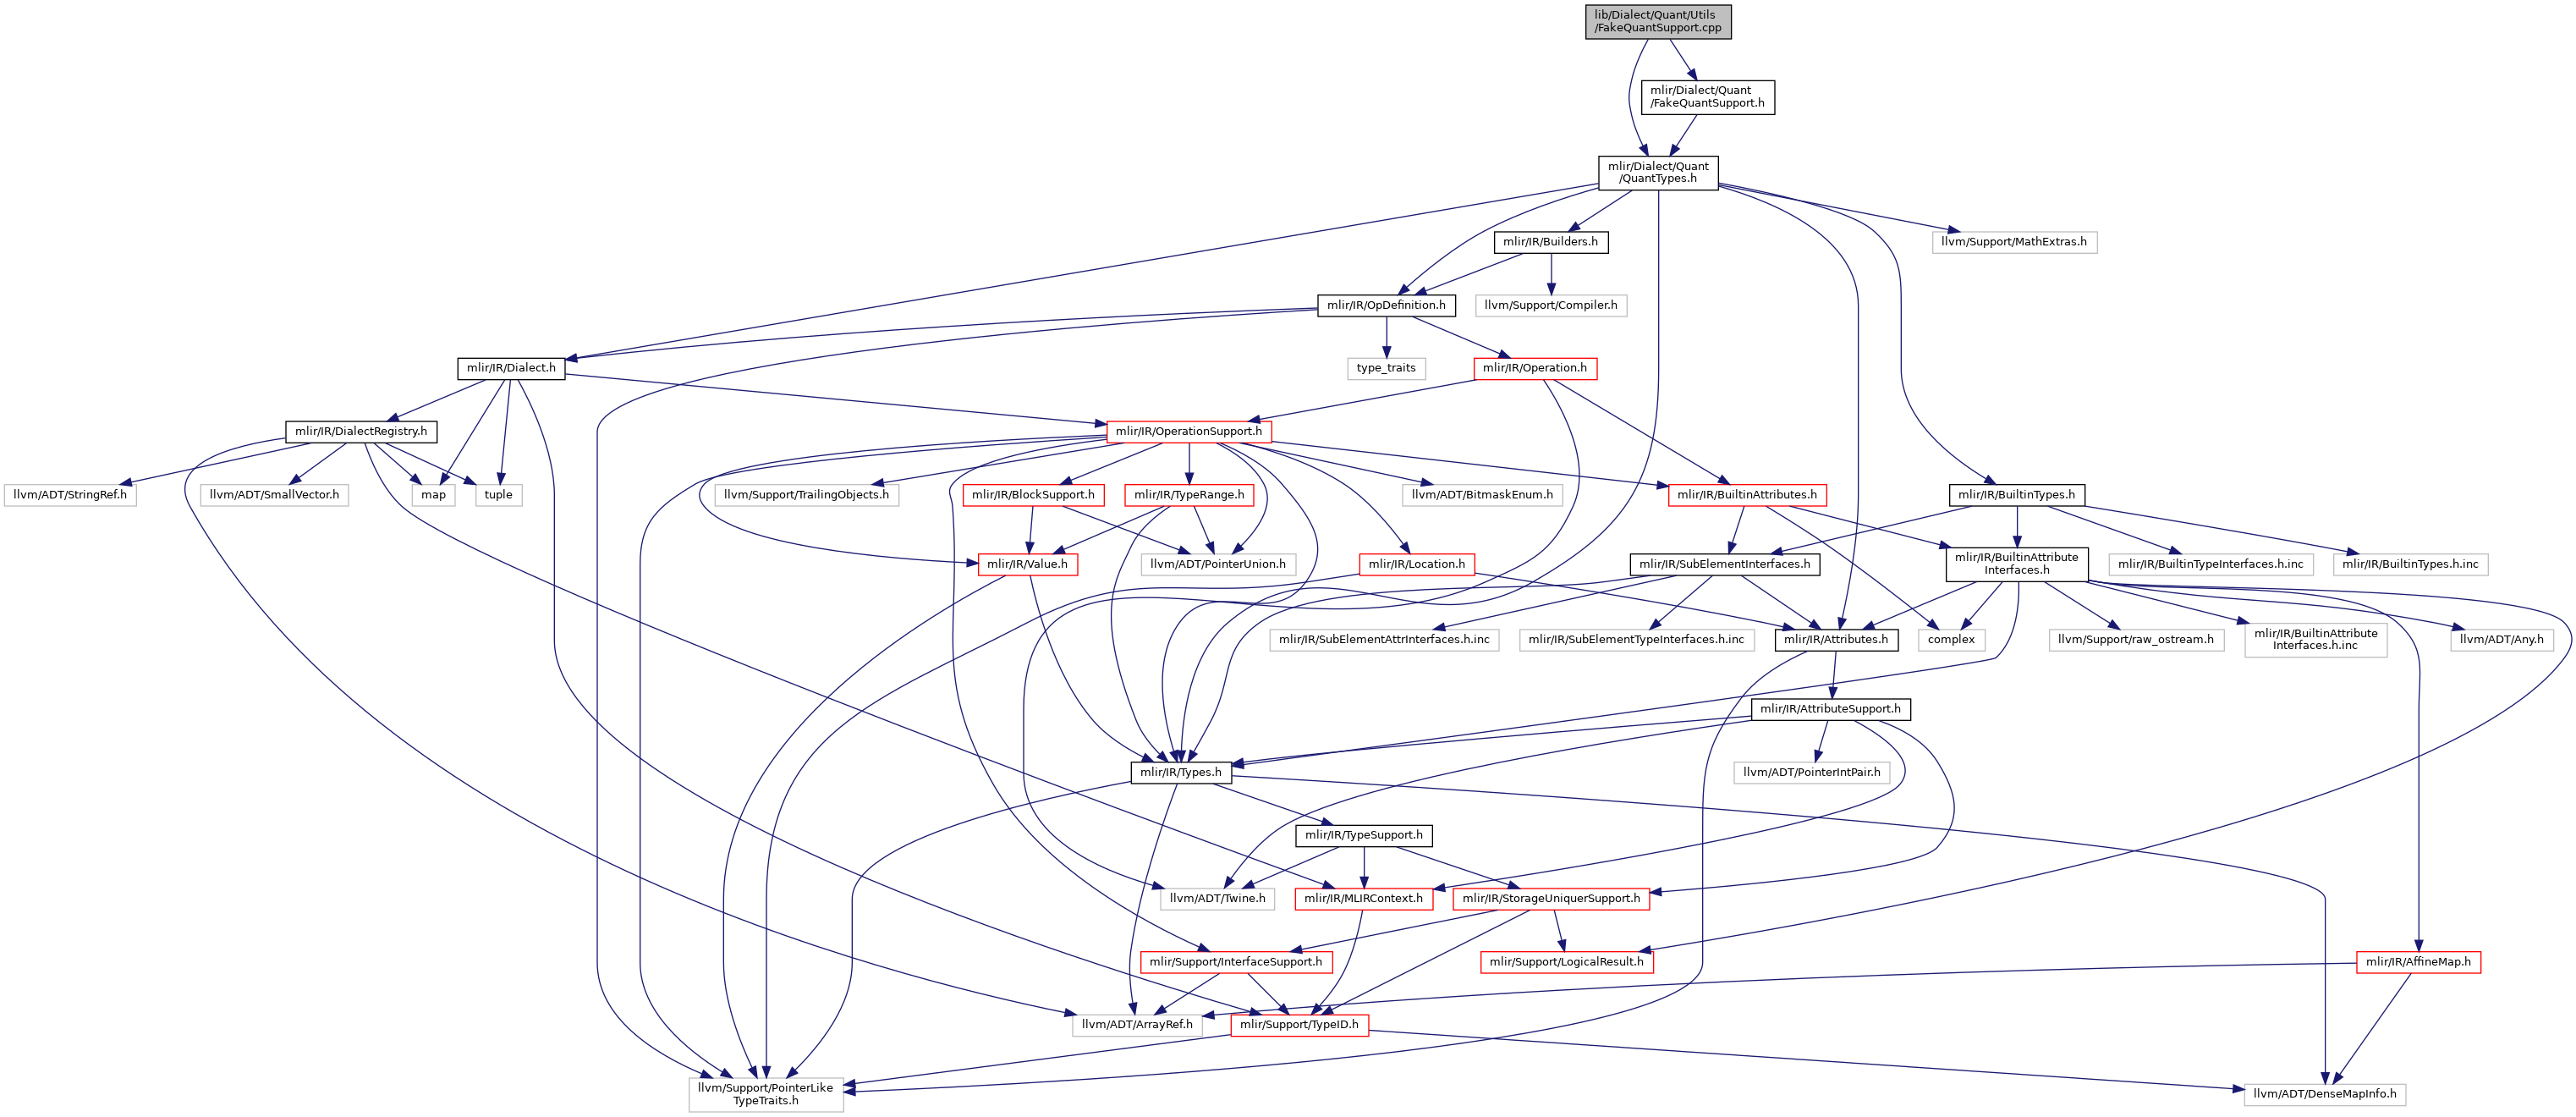 lib/Dialect/Quant/Utils
/FakeQuantSupport.cpp
mlir/Dialect/Quant
/FakeQuantSupport.h
mlir/Dialect/Quant
/QuantTypes.h
mlir/IR/Builders.h
llvm/Support/MathExtras.h
mlir/IR/OpDefinition.h
llvm/Support/Compiler.h
mlir/IR/Dialect.h
type_traits
mlir/IR/Operation.h
mlir/IR/DialectRegistry.h
mlir/IR/OperationSupport.h
llvm/ADT/StringRef.h
llvm/ADT/SmallVector.h
map
tuple
llvm/Support/TrailingObjects.h
mlir/IR/BlockSupport.h
mlir/IR/TypeRange.h
llvm/ADT/BitmaskEnum.h
mlir/IR/BuiltinAttributes.h
mlir/IR/BuiltinTypes.h
mlir/IR/Value.h
llvm/ADT/PointerUnion.h
mlir/IR/Location.h
mlir/IR/SubElementInterfaces.h
mlir/IR/BuiltinAttribute
Interfaces.h
mlir/IR/BuiltinTypeInterfaces.h.inc
mlir/IR/BuiltinTypes.h.inc
mlir/IR/SubElementAttrInterfaces.h.inc
mlir/IR/SubElementTypeInterfaces.h.inc
mlir/IR/Attributes.h
complex
llvm/Support/raw_ostream.h
mlir/IR/BuiltinAttribute
Interfaces.h.inc
llvm/ADT/Any.h
mlir/IR/AttributeSupport.h
mlir/IR/Types.h
llvm/ADT/PointerIntPair.h
mlir/IR/TypeSupport.h
llvm/ADT/Twine.h
mlir/IR/MLIRContext.h
mlir/IR/StorageUniquerSupport.h
mlir/Support/InterfaceSupport.h
mlir/Support/LogicalResult.h
mlir/IR/AffineMap.h
llvm/ADT/ArrayRef.h
mlir/Support/TypeID.h
llvm/Support/PointerLike
TypeTraits.h
llvm/ADT/DenseMapInfo.h